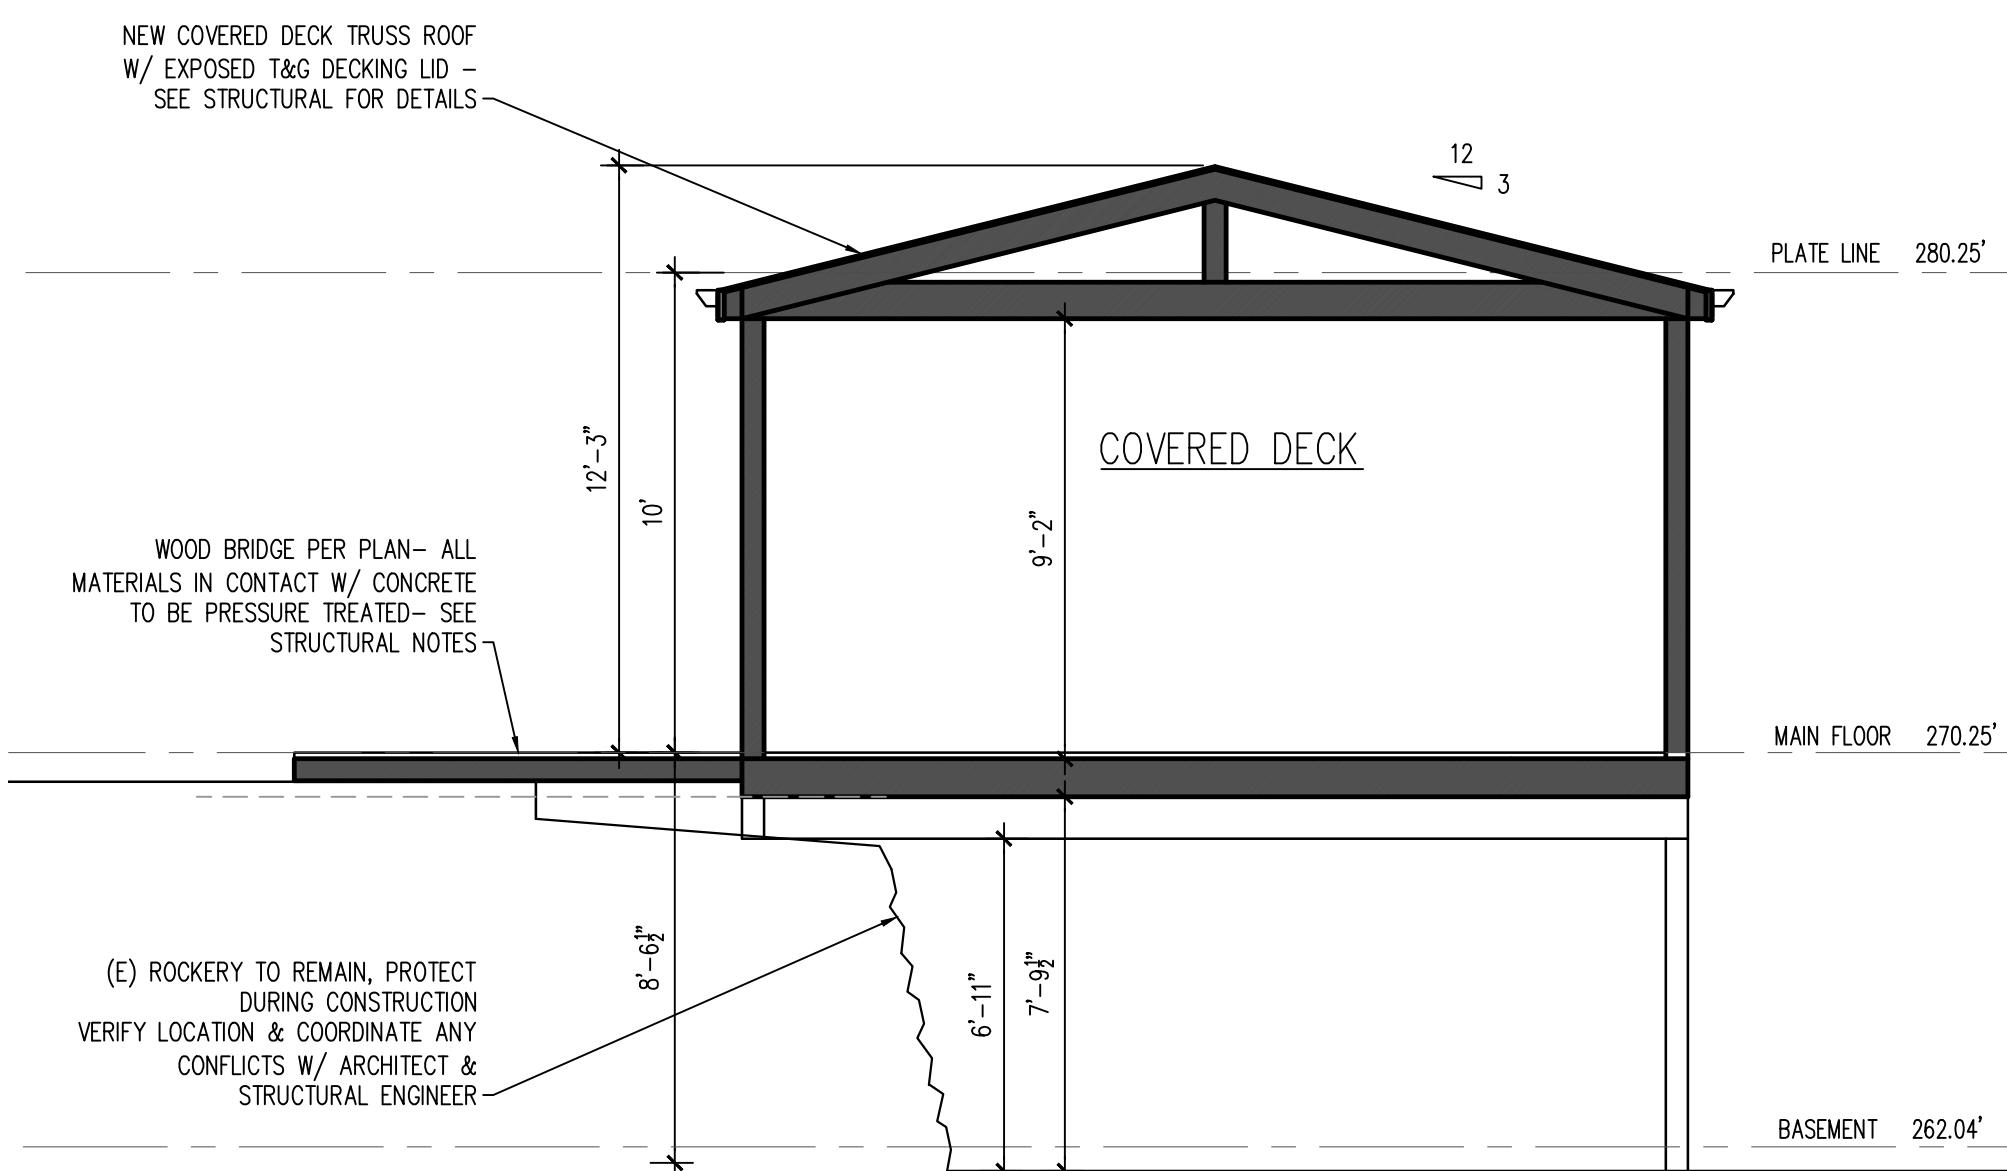 NEW COVERED DECK TRUSS ROOF
W/ EXPOSED T&G DECKING LID –
SEE STRUCTURAL FOR DETAILS
12
3
PLATE LINE 280.25'
12'–3"
10'
COVERED DECK
9'–2"
WOOD BRIDGE PER PLAN– ALL
MATERIALS IN CONTACT W/ CONCRETE
TO BE PRESSURE TREATED– SEE
STRUCTURAL NOTES
MAIN FLOOR 270.25'
8'–6½"
6'–11"
7'–9½"
(E) ROCKERY TO REMAIN, PROTECT
DURING CONSTRUCTION
VERIFY LOCATION & COORDINATE ANY
CONFLICTS W/ ARCHITECT &
STRUCTURAL ENGINEER
BASEMENT 262.04'